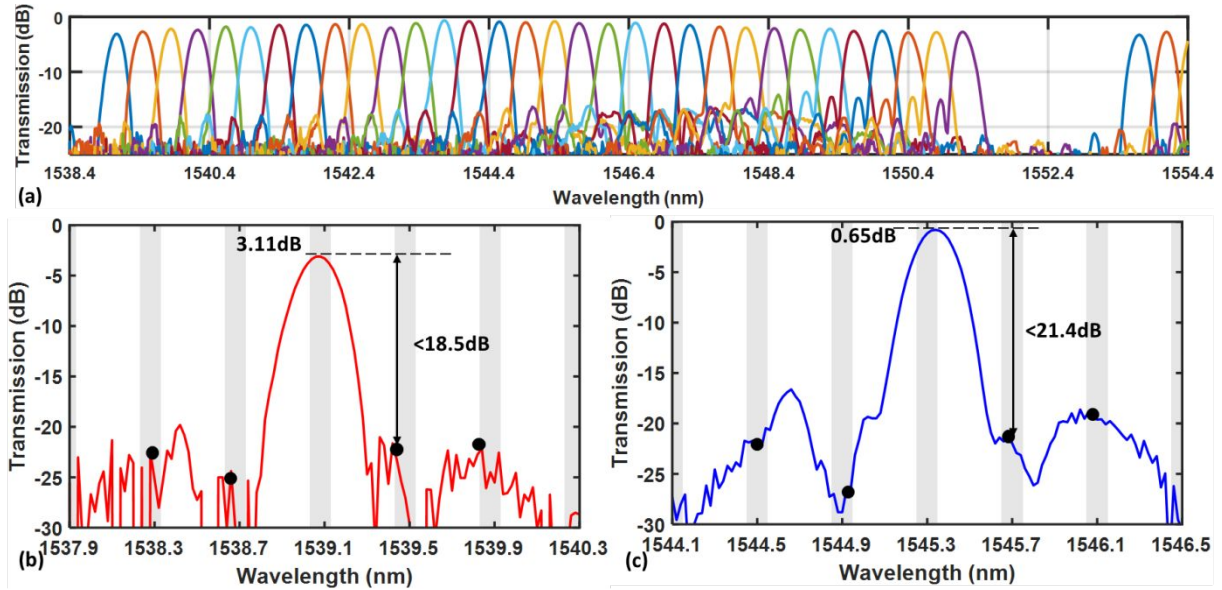 Transmission (dB)
0
-10
-20
1538.4 1540.4 1542.4 1544.4 1546.4 1548.4 1550.4 1552.4 1554.4
(a)
Wavelength (nm)
Transmission (dB)
0
-5
-10
-15
-20
-25
-30
3.11dB
<18.5dB
1537.9 1538.3 1538.7 1539.1 1539.5 1539.9 1540.3
(b)
Wavelength (nm)
Transmission (dB)
0
-5
-10
-15
-20
-25
-30
0.65dB
<21.4dB
1544.1 1544.5 1544.9 1545.3 1545.7 1546.1 1546.5
(c)
Wavelength (nm)